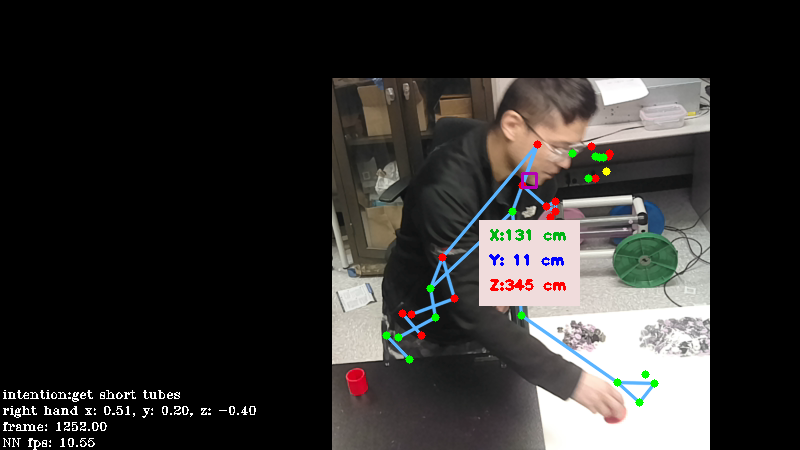 X:131 cm
Y: 11 cm
Z:345 cm
intention:get short tubes
right hand x: 0.51, y: 0.20, z: -0.40
frame: 1252.00
NN fps: 10.55